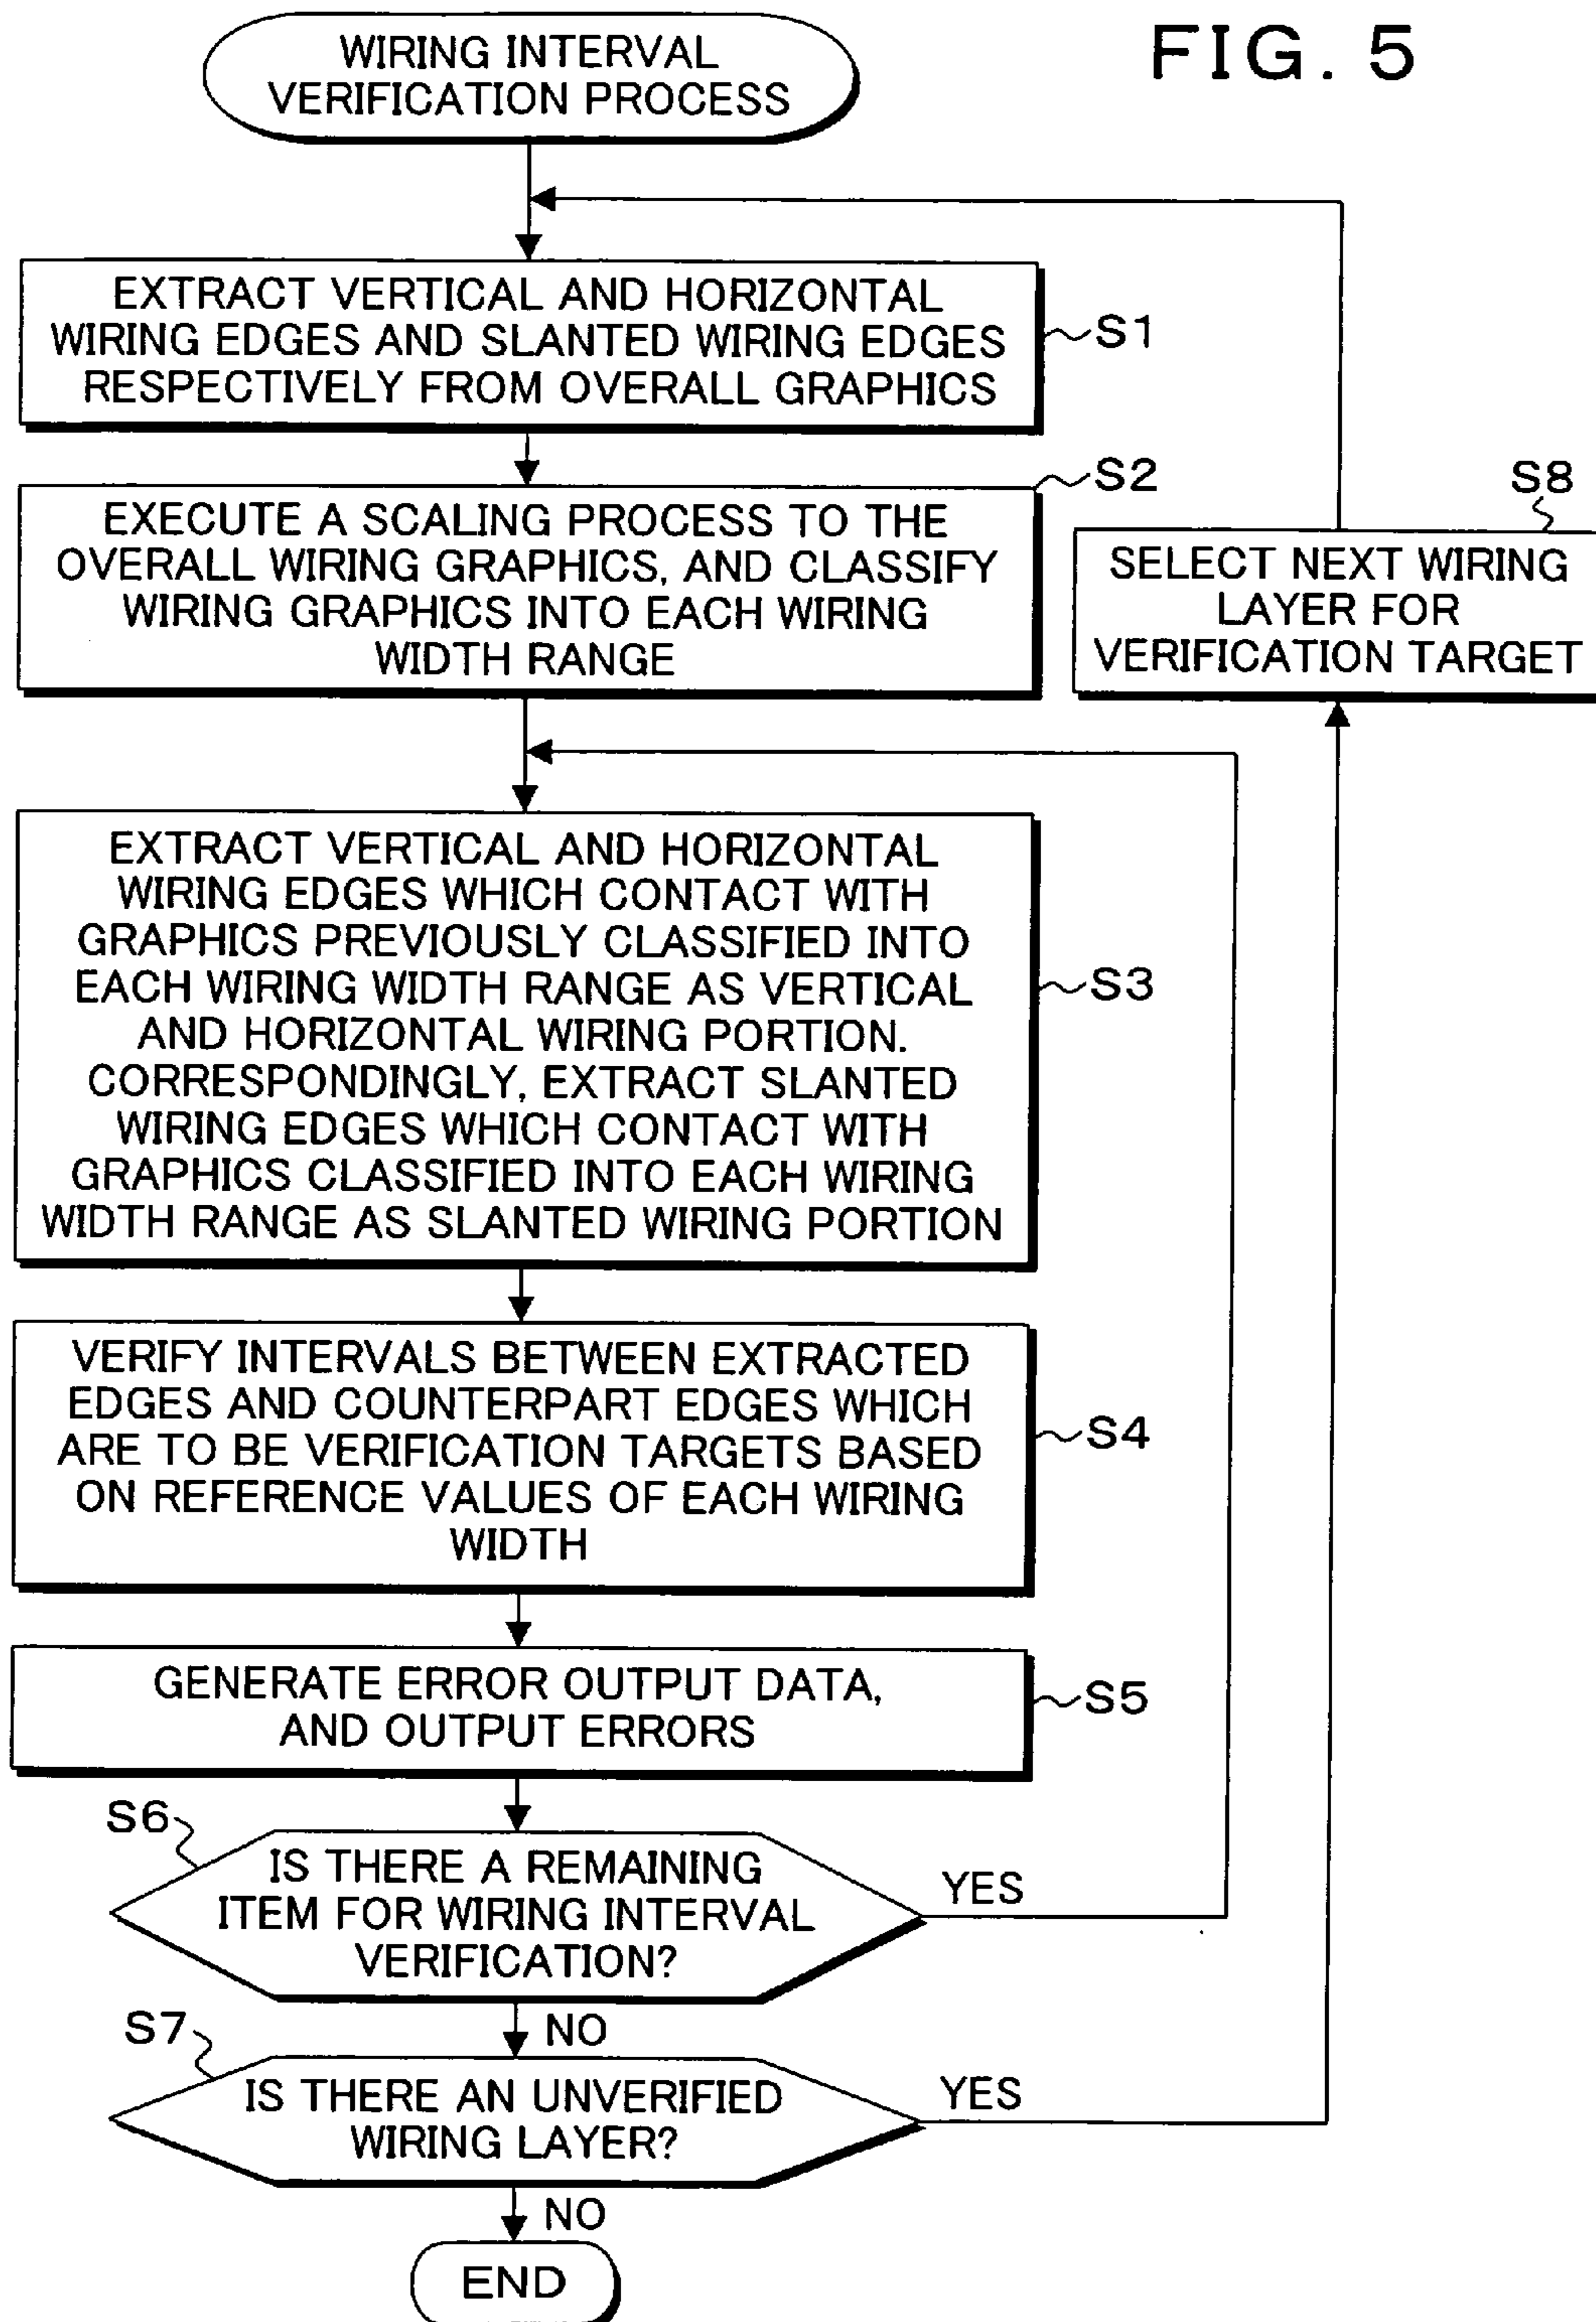 FIG. 5
WIRING INTERVAL
VERIFICATION PROCESS
EXTRACT VERTICAL AND HORIZONTAL
WIRING EDGES AND SLANTED WIRING EDGES
RESPECTIVELY FROM OVERALL GRAPHICS
S1
EXECUTE A SCALING PROCESS TO THE
OVERALL WIRING GRAPHICS, AND CLASSIFY
WIRING GRAPHICS INTO EACH WIRING
WIDTH RANGE
S2
EXTRACT VERTICAL AND HORIZONTAL
WIRING EDGES WHICH CONTACT WITH
GRAPHICS PREVIOUSLY CLASSIFIED INTO
EACH WIRING WIDTH RANGE AS VERTICAL
AND HORIZONTAL WIRING PORTION.
CORRESPONDINGLY, EXTRACT SLANTED
WIRING EDGES WHICH CONTACT WITH
GRAPHICS CLASSIFIED INTO EACH WIRING
WIDTH RANGE AS SLANTED WIRING PORTION
S3
VERIFY INTERVALS BETWEEN EXTRACTED
EDGES AND COUNTERPART EDGES WHICH
ARE TO BE VERIFICATION TARGETS BASED
ON REFERENCE VALUES OF EACH WIRING
WIDTH
S4
GENERATE ERROR OUTPUT DATA,
AND OUTPUT ERRORS
S5
S6
IS THERE A REMAINING
ITEM FOR WIRING INTERVAL
VERIFICATION?
YES
NO
S7
IS THERE AN UNVERIFIED
WIRING LAYER?
YES
NO
END
S8
SELECT NEXT WIRING
LAYER FOR
VERIFICATION TARGET